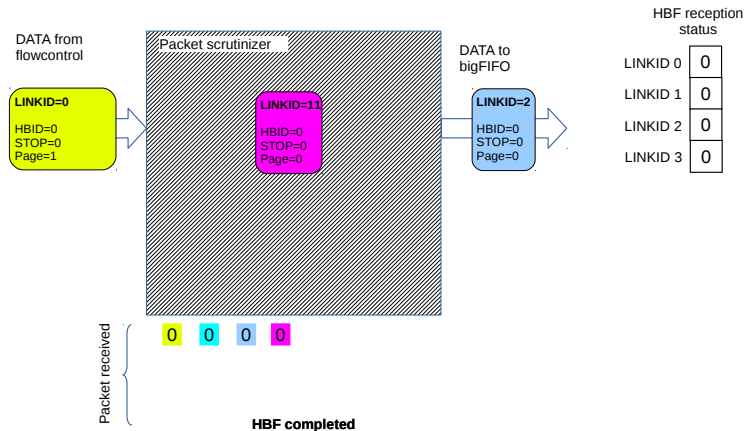 DATA from
flowcontrol
Packet scrutinizer
DATA to
bigFIFO
HBF reception
status
LINKID=0
HBID=0
STOP=0
Page=1
LINKID=11
HBID=0
STOP=0
Page=0
LINKID=2
HBID=0
STOP=0
Page=0
LINKID 0 0
LINKID 1 0
LINKID 2 0
LINKID 3 0
Packet received
0 0 0 0
HBF completed